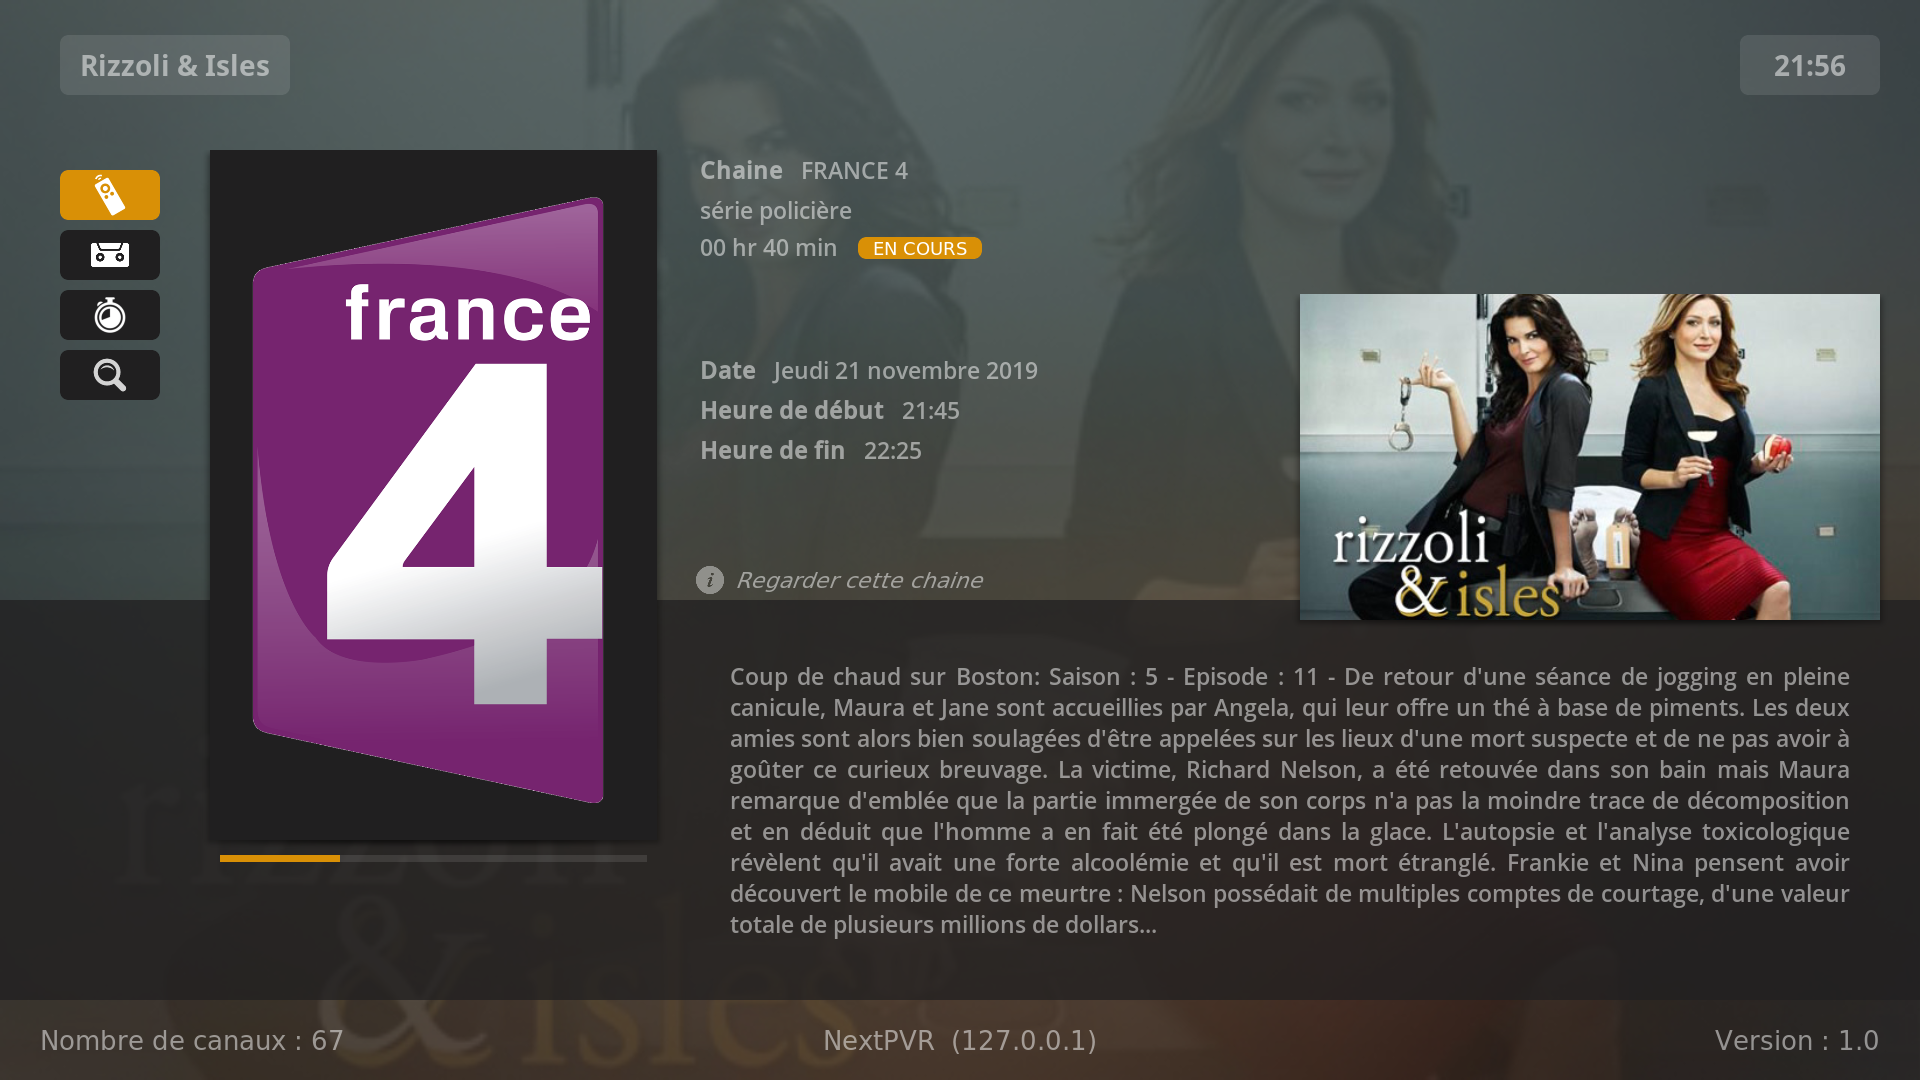 Rizzoli & Isles
21:56
france
4
Chaine FRANCE 4
série policière
00 hr 40 min EN COURS
Date Jeudi 21 novembre 2019
Heure de début 21:45
Heure de fin 22:25
i Regarder cette chaine
rizzoli
& isles
Coup de chaud sur Boston: Saison : 5 - Episode : 11 - De retour d'une séance de jogging en pleine
canicule, Maura et Jane sont accueillies par Angela, qui leur offre un thé à base de piments. Les deux
amies sont alors bien soulagées d'être appelées sur les lieux d'une mort suspecte et de ne pas avoir à
goûter ce curieux breuvage. La victime, Richard Nelson, a été retouvée dans son bain mais Maura
remarque d'emblée que la partie immergée de son corps n'a pas la moindre trace de décomposition
et en déduit que l'homme a en fait été plongé dans la glace. L'autopsie et l'analyse toxicologique
révèlent qu'il avait une forte alcoolémie et qu'il est mort étranglé. Frankie et Nina pensent avoir
découvert le mobile de ce meurtre : Nelson possédait de multiples comptes de courtage, d'une valeur
totale de plusieurs millions de dollars...
rizzoli
& isles
Nombre de canaux : 67
NextPVR (127.0.0.1)
Version : 1.0